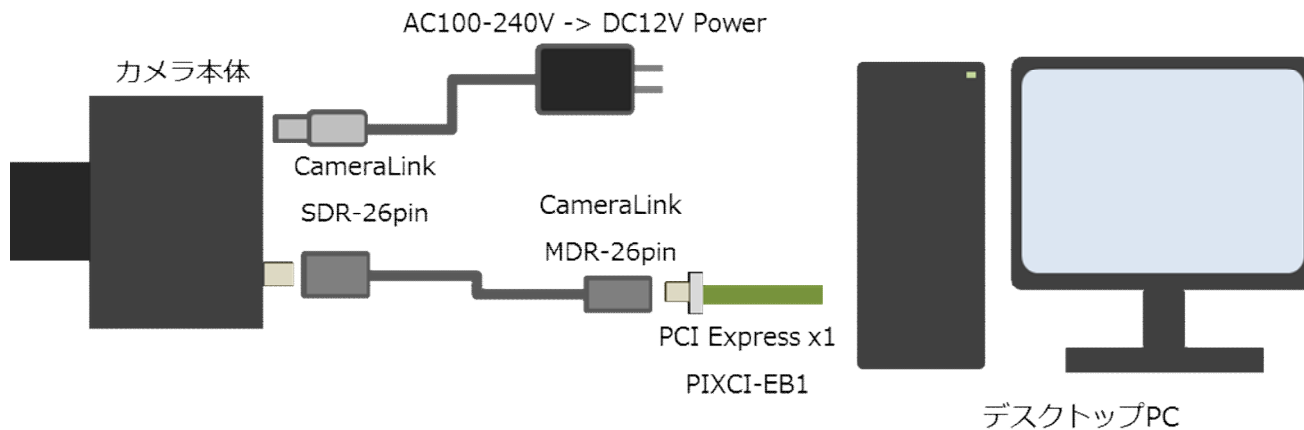 AC100-240V -> DC12V Power
カメラ本体
CameraLink
SDR-26pin
CameraLink
MDR-26pin
PCI Express x1
PIXCI-EB1
デスクトップPC